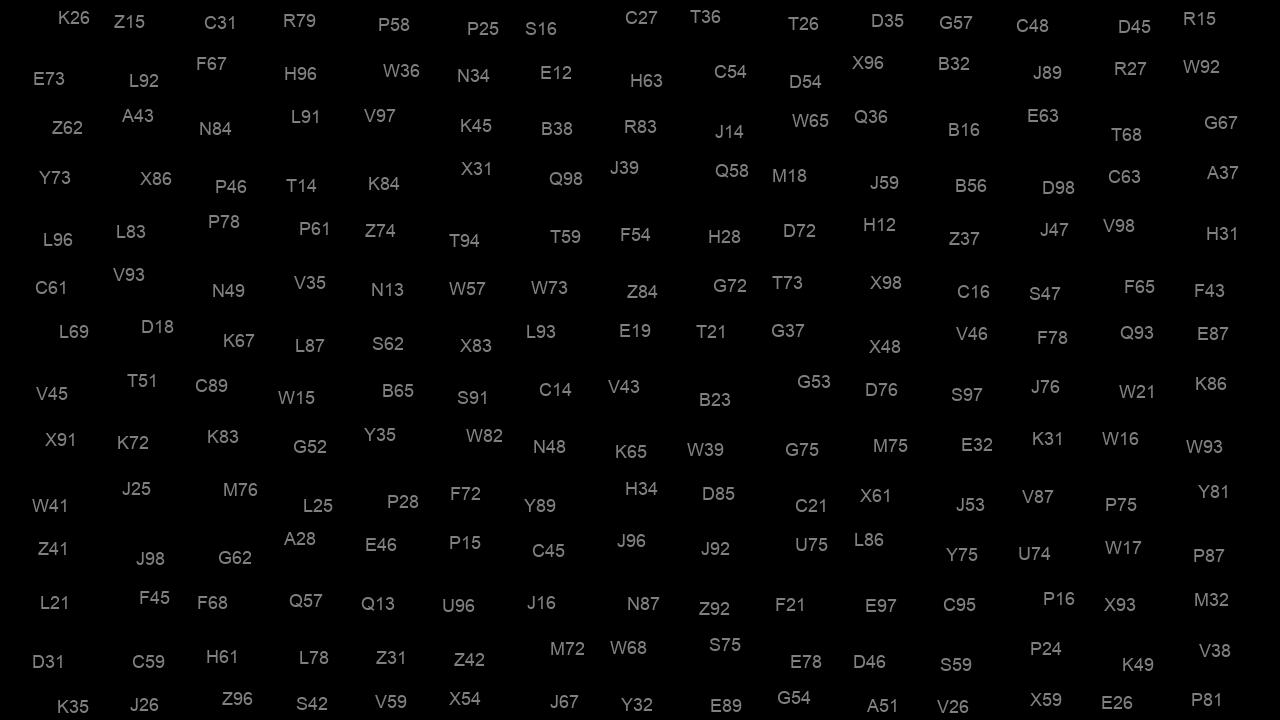 K26 Z15 C31 R79 P58 P25 S16 C27 T36 T26 D35 G57 C48 D45 R15
E73 L92 F67 H96 W36 N34 E12 H63 C54 D54 X96 B32 J89 R27 W92
Z62 A43 N84 L91 V97 K45 B38 R83 J14 W65 Q36 B16 E63 T68 G67
Y73 X86 P46 T14 K84 X31 Q98 J39 Q58 M18 J59 B56 D98 C63 A37
L96 L83 P78 P61 Z74 T94 T59 F54 H28 D72 H12 Z37 J47 V98 H31
C61 V93 N49 V35 N13 W57 W73 Z84 G72 T73 X98 C16 S47 F65 F43
L69 D18 K67 L87 S62 X83 L93 E19 T21 G37 X48 V46 F78 Q93 E87
V45 T51 C89 W15 B65 S91 C14 V43 B23 G53 D76 S97 J76 W21 K86
X91 K72 K83 G52 Y35 W82 N48 K65 W39 G75 M75 E32 K31 W16 W93
W41 J25 M76 L25 P28 F72 Y89 H34 D85 C21 X61 J53 V87 P75 Y81
Z41 J98 G62 A28 E46 P15 C45 J96 J92 U75 L86 Y75 U74 W17 P87
L21 F45 F68 Q57 Q13 U96 J16 N87 Z92 F21 E97 C95 P16 X93 M32
D31 C59 H61 L78 Z31 Z42 M72 W68 S75 E78 D46 S59 P24 K49 V38
K35 J26 Z96 S42 V59 X54 J67 Y32 E89 G54 A51 V26 X59 E26 P81